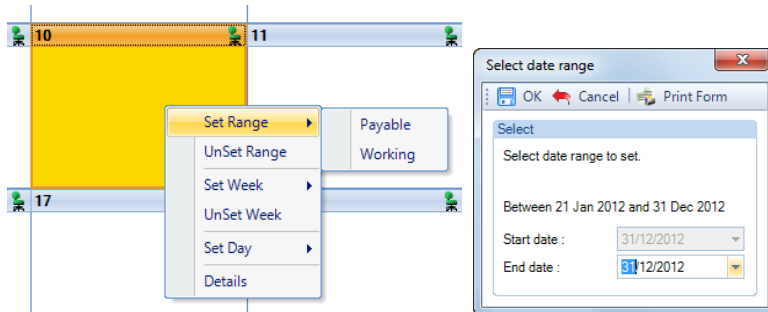 10
11
Set Range
Payable
UnSet Range
Working
Set Week
UnSet Week
Set Day
Details
17
Select date range
OK Cancel Print Form
Select
Select date range to set.
Between 21 Jan 2012 and 31 Dec 2012
Start date : 31/12/2012
End date : 31/12/2012